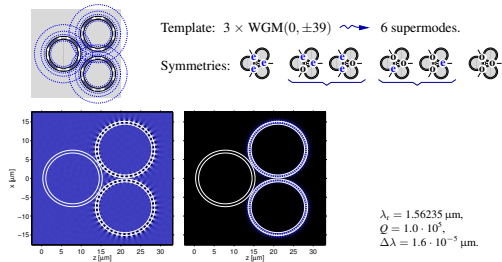 Template: 3 × WGM(0, ±39) ⇝ 6 supermodes.
Symmetries:
15
10
5
0
−5
−10
−15
x [μm]
0 5 10 15 20 25 30
z [μm]
0 5 10 15 20 25 30
z [μm]
λr = 1.56235 μm,
Q = 1.0 · 10⁵,
Δλ = 1.6 · 10⁻⁵ μm.